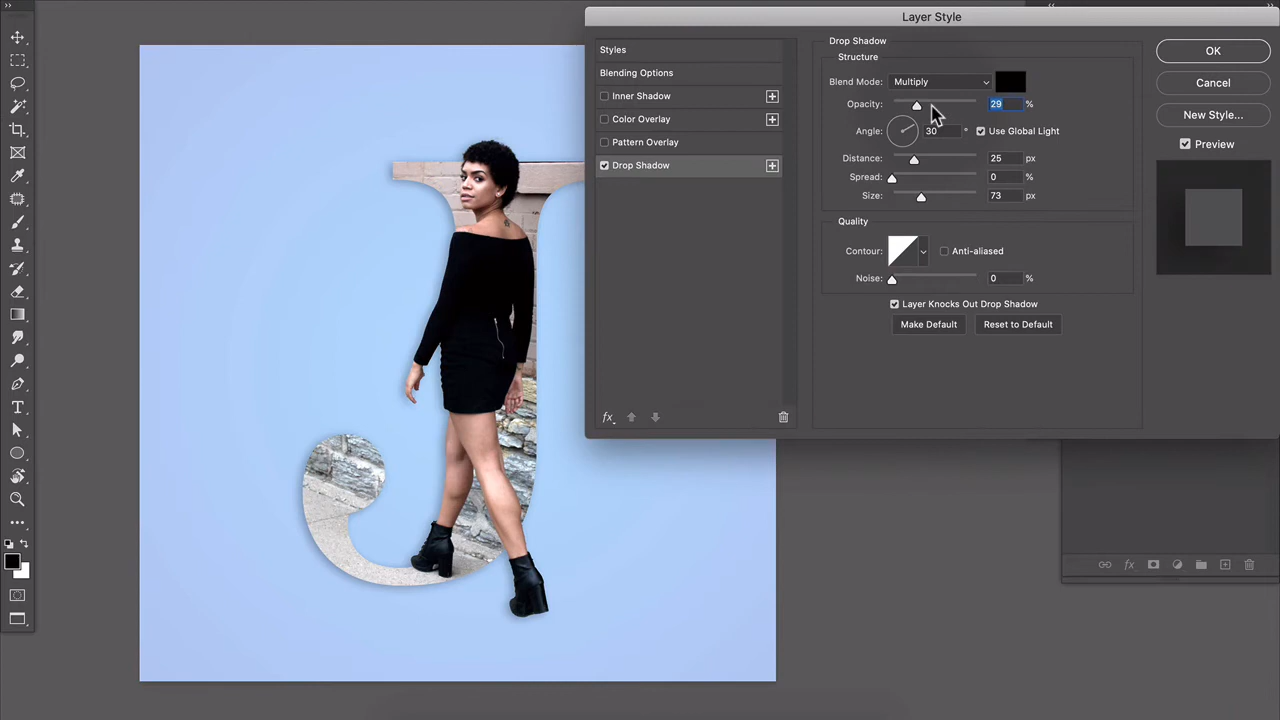 Layer Style
Styles
Blending Options
Inner Shadow
Color Overlay
Pattern Overlay
Drop Shadow
fx
Drop Shadow
Structure
Blend Mode: Multiply
Opacity: 29 %
Angle: 30 ° Use Global Light
Distance: 25 px
Spread: 0 %
Size: 73 px
Quality
Contour: Anti-aliased
Noise: 0 %
Layer Knocks Out Drop Shadow
Make Default Reset to Default
OK
Cancel
New Style...
Preview
T
J
fx